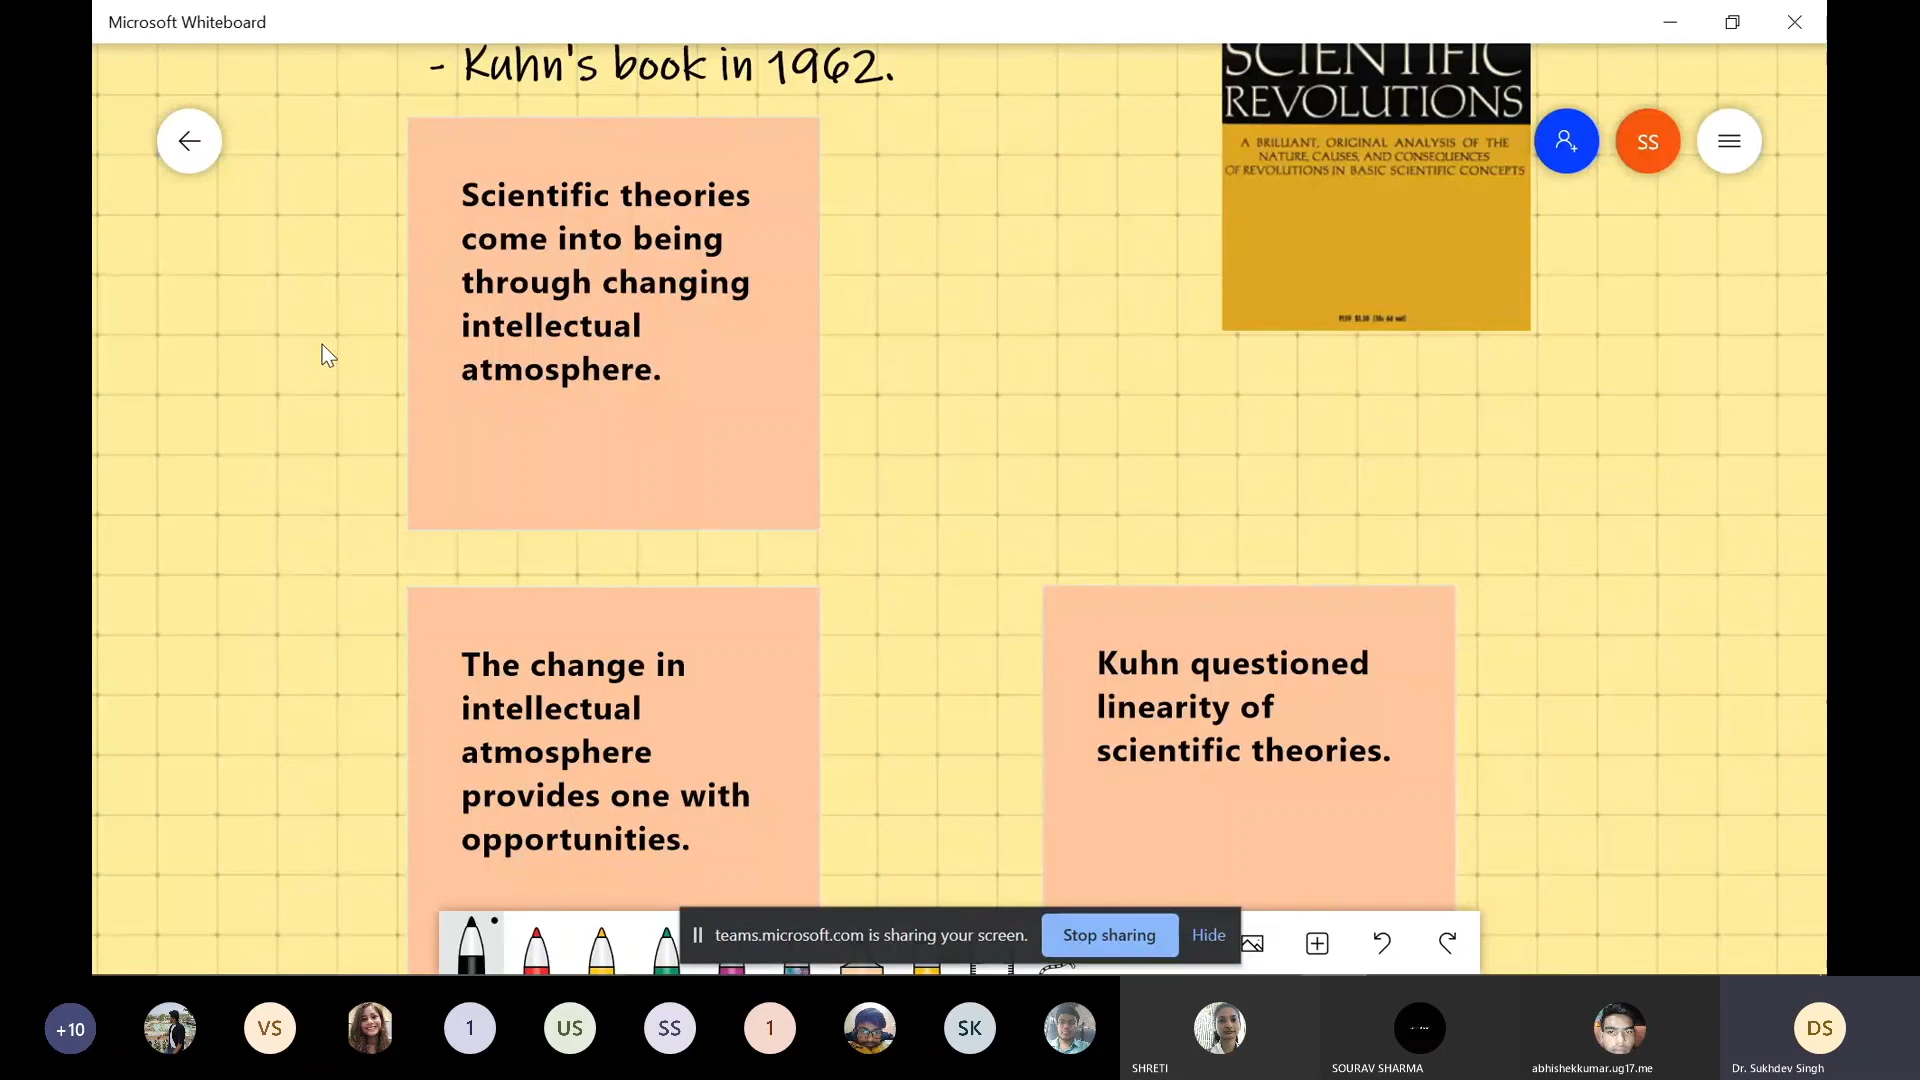 Microsoft Whiteboard
- Kuhn's book in 1962.
SCIENTIFIC
REVOLUTIONS
A BRILLIANT, ORIGINAL ANALYSIS OF THE
NATURE, CAUSES, AND CONSEQUENCES
OF REVOLUTIONS IN BASIC SCIENTIFIC CONCEPTS
SS
Scientific theories
come into being
through changing
intellectual
atmosphere.
The change in
intellectual
atmosphere
provides one with
opportunities.
Kuhn questioned
linearity of
scientific theories.
teams.microsoft.com is sharing your screen.
Stop sharing
Hide
+10
VS
1
US
SS
1
SK
DS
SHRETI
SOURAV SHARMA
abhishekkumar.ug17.me
Dr. Sukhdev Singh